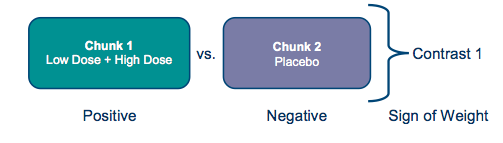 Chunk 1
Low Dose + High Dose
vs.
Chunk 2
Placebo
Contrast 1
Positive
Negative
Sign of Weight